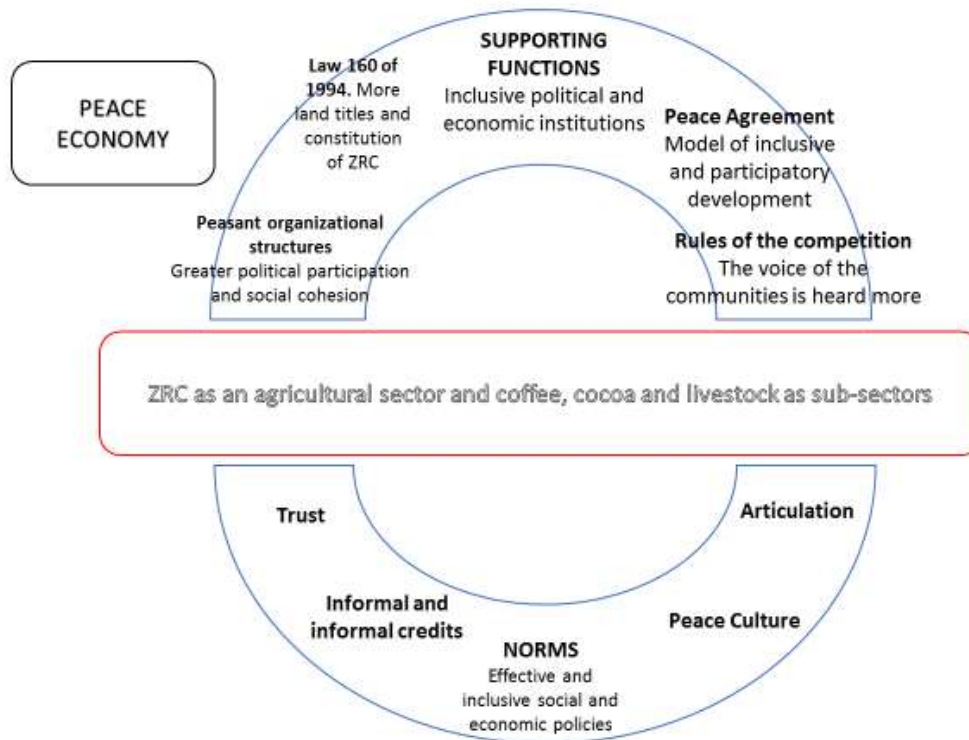 PEACE
ECONOMY
Law 160 of
1994. More
land titles and
constitution
of ZRC
SUPPORTING
FUNCTIONS
Inclusive political and
economic institutions
Peace Agreement
Model of inclusive
and participatory
development
Peasant organizational
structures
Greater political participation
and social cohesion
Rules of the competition
The voice of the
communities is heard more
ZRC as an agricultural sector and coffee, cocoa and livestock as sub-sectors
Trust
Articulation
Informal and
informal credits
Peace Culture
NORMS
Effective and
inclusive social and
economic policies